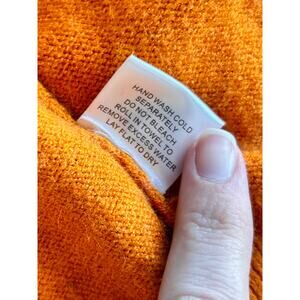 HAND WASH COLD
SEPARATELY
DO NOT BLEACH
ROLL IN TOWEL TO
REMOVE EXCESS WATER
LAY FLAT TO DRY